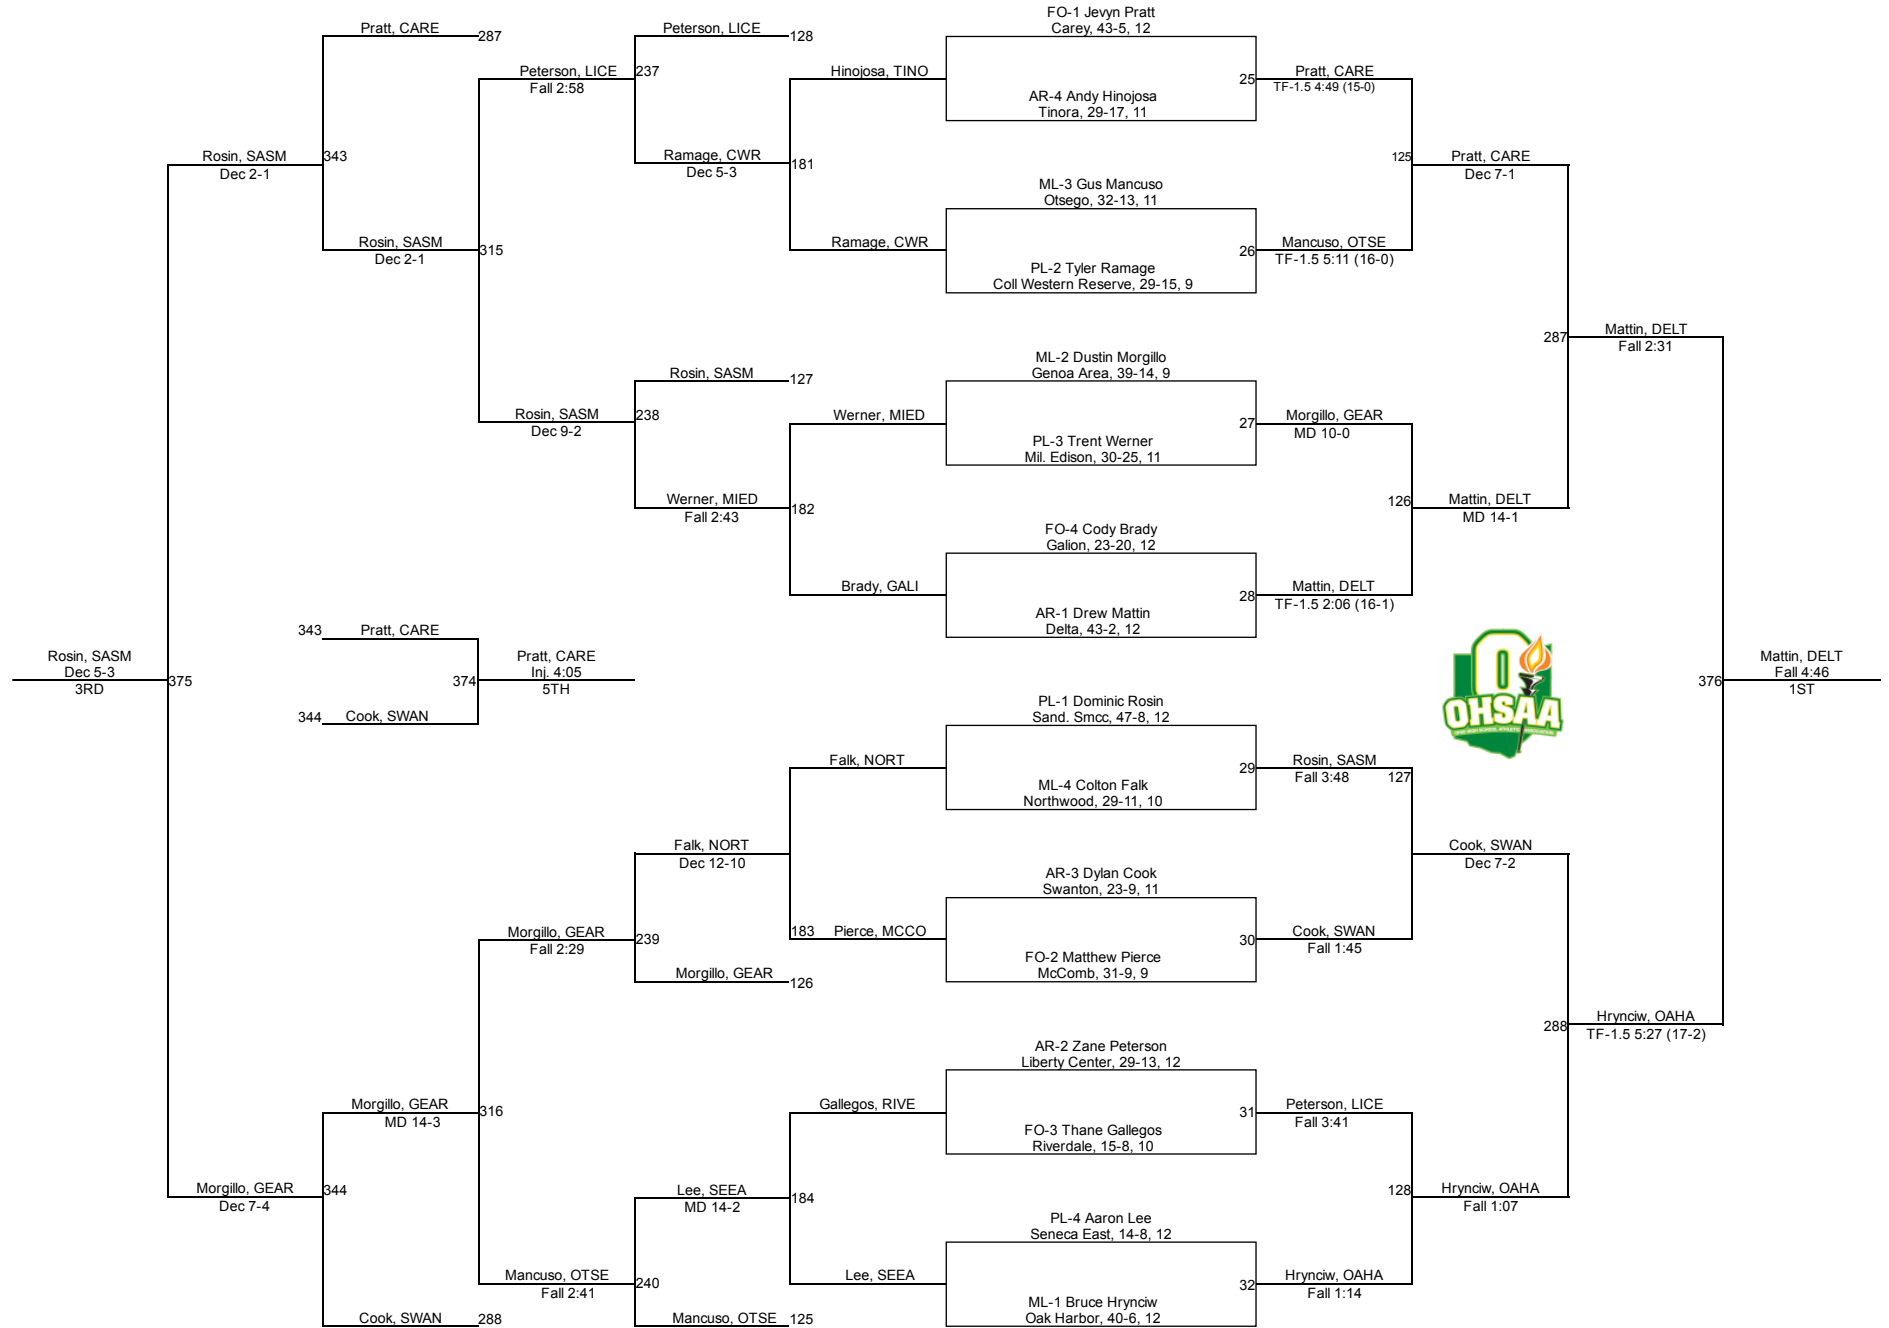 FO-1 Jevyn Pratt
Carey, 43-5, 12
Pratt, CARE
287
Peterson, LICE
128
Peterson, LICE
237
Fall 2:58
Hinojosa, TINO
25
Pratt, CARE
TF-1.5 4:49 (15-0)
AR-4 Andy Hinojosa
Tinora, 29-17, 11
Rosin, SASM
343
Dec 2-1
Ramage, CWR
181
Dec 5-3
125
Pratt, CARE
Dec 7-1
ML-3 Gus Mancuso
Otsego, 32-13, 11
Rosin, SASM
315
Dec 2-1
Ramage, CWR
26
Mancuso, OTSE
TF-1.5 5:11 (16-0)
PL-2 Tyler Ramage
Coll Western Reserve, 29-15, 9
287
Mattin, DELT
Fall 2:31
ML-2 Dustin Morgillo
Genoa Area, 39-14, 9
Rosin, SASM
127
Rosin, SASM
238
Dec 9-2
Werner, MIED
27
Morgillo, GEAR
MD 10-0
PL-3 Trent Werner
Mil. Edison, 30-25, 11
Werner, MIED
182
Fall 2:43
126
Mattin, DELT
MD 14-1
FO-4 Cody Brady
Galion, 23-20, 12
Brady, GALI
28
Mattin, DELT
TF-1.5 2:06 (16-1)
AR-1 Drew Mattin
Delta, 43-2, 12
343
Pratt, CARE
Rosin, SASM
Dec 5-3
3RD
375
374
Pratt, CARE
Inj. 4:05
5TH
344
Cook, SWAN
OHSAA
376
Mattin, DELT
Fall 4:46
1ST
PL-1 Dominic Rosin
Sand. Smcc, 47-8, 12
Falk, NORT
29
Rosin, SASM
Fall 3:48
127
ML-4 Colton Falk
Northwood, 29-11, 10
Falk, NORT
Dec 12-10
Cook, SWAN
Dec 7-2
AR-3 Dylan Cook
Swanton, 23-9, 11
Morgillo, GEAR
239
Fall 2:29
183
Pierce, MCCO
30
Cook, SWAN
Fall 1:45
FO-2 Matthew Pierce
McComb, 31-9, 9
Morgillo, GEAR
126
288
Hrynciw, OAHA
TF-1.5 5:27 (17-2)
AR-2 Zane Peterson
Liberty Center, 29-13, 12
Morgillo, GEAR
316
MD 14-3
Gallegos, RIVE
31
Peterson, LICE
Fall 3:41
FO-3 Thane Gallegos
Riverdale, 15-8, 10
Morgillo, GEAR
344
Dec 7-4
Lee, SEEA
184
MD 14-2
128
Hrynciw, OAHA
Fall 1:07
PL-4 Aaron Lee
Seneca East, 14-8, 12
Mancuso, OTSE
240
Fall 2:41
Lee, SEEA
32
Hrynciw, OAHA
Fall 1:14
ML-1 Bruce Hrynciw
Oak Harbor, 40-6, 12
Cook, SWAN
288
Mancuso, OTSE
125